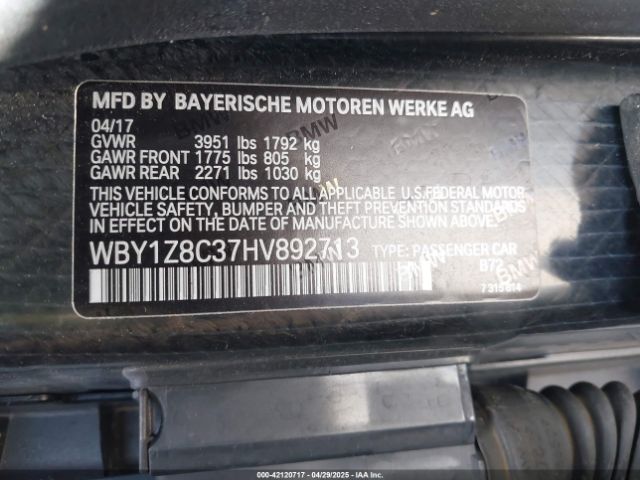 MFD BY BAYERISCHE MOTOREN WERKE AG
04/17
GVWR 3951 lbs 1792 kg
GAWR FRONT 1775 lbs 805 kg
GAWR REAR 2271 lbs 1030 kg
THIS VEHICLE CONFORMS TO ALL APPLICABLE U.S. FEDERAL MOTOR
VEHICLE SAFETY, BUMPER, AND THEFT PREVENTION STANDARDS IN
EFFECT ON THE DATE OF MANUFACTURE SHOWN ABOVE.
WBY1Z8C37HV892713 TYPE: PASSENGER CAR
B72
7 315 814
000-42120717 04/29/2025 IAA Inc.